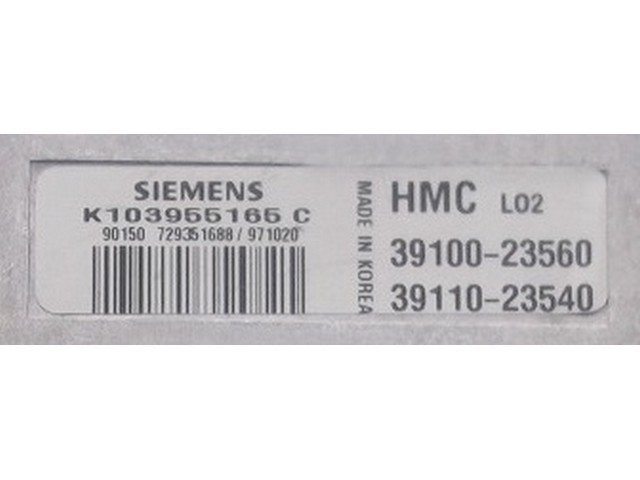 SIEMENS
K103955165 C
90150 729351688/971020
MADE IN KOREA
HMC L02
39100-23560
39110-23540